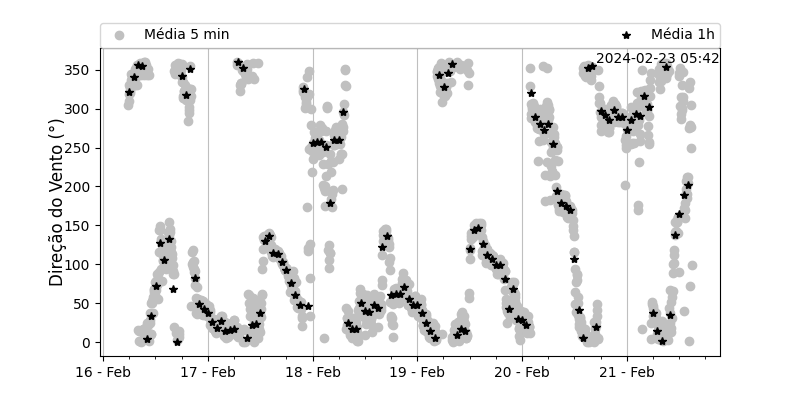 Média 5 min
Média 1h
2024-02-23 05:42
Direção do Vento (°)
350
300
250
200
150
100
50
0
16 - Feb
17 - Feb
18 - Feb
19 - Feb
20 - Feb
21 - Feb